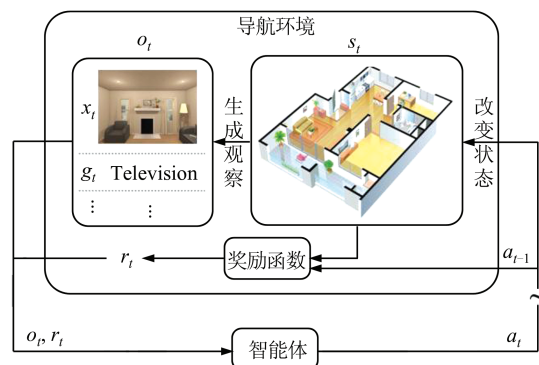 导航环境
o_t
s_t
x_t
g_t Television
⋮ ⋮
生成观察
改变状态
r_t
奖励函数
a_{t-1}
o_t, r_t
智能体
a_t